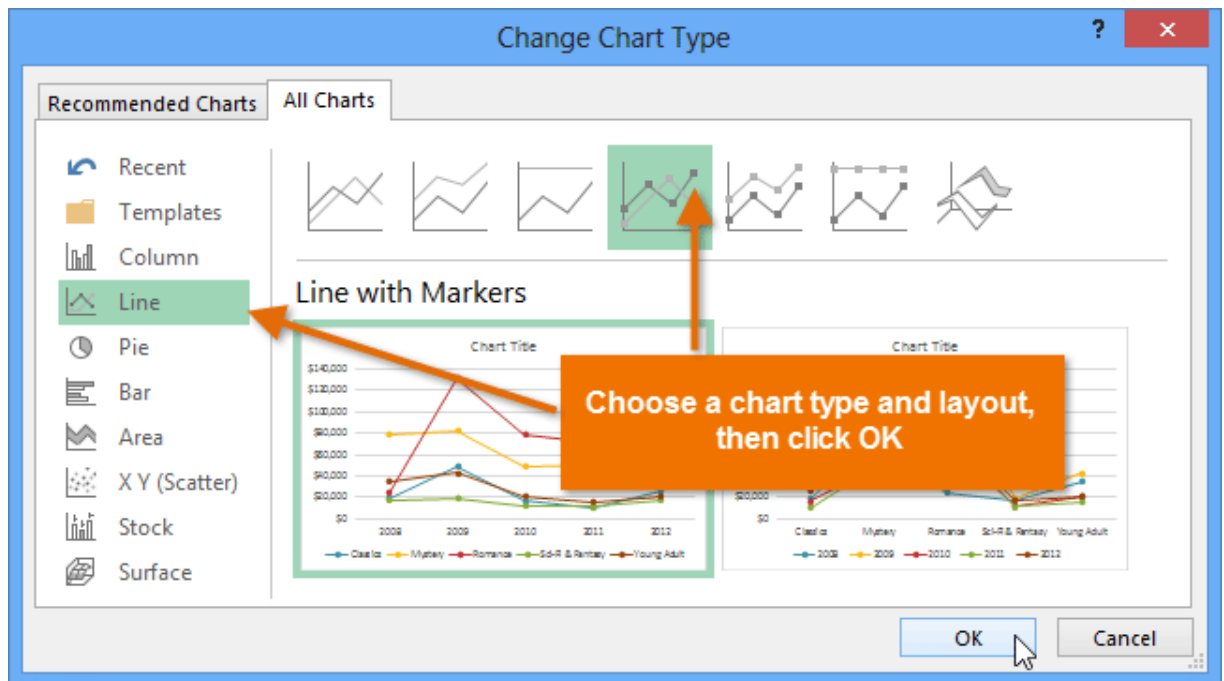 Change Chart Type
?
Recommended Charts
All Charts
Recent
Templates
Column
Line
Pie
Bar
Area
X Y (Scatter)
Stock
Surface
Line with Markers
Chart Title
$140,000
$120,000
$100,000
$80,000
$60,000
$40,000
$20,000
$0
2008 2009 2010 2011 2012
Classics Mystery Romance Sci-Fi & Fantasy Young Adult
Chart Title
$20,000
$0
Classics Mystery Romance Sci-Fi & Fantasy Young Adult
2008 2009 2010 2011 2012
Choose a chart type and layout,
then click OK
OK
Cancel